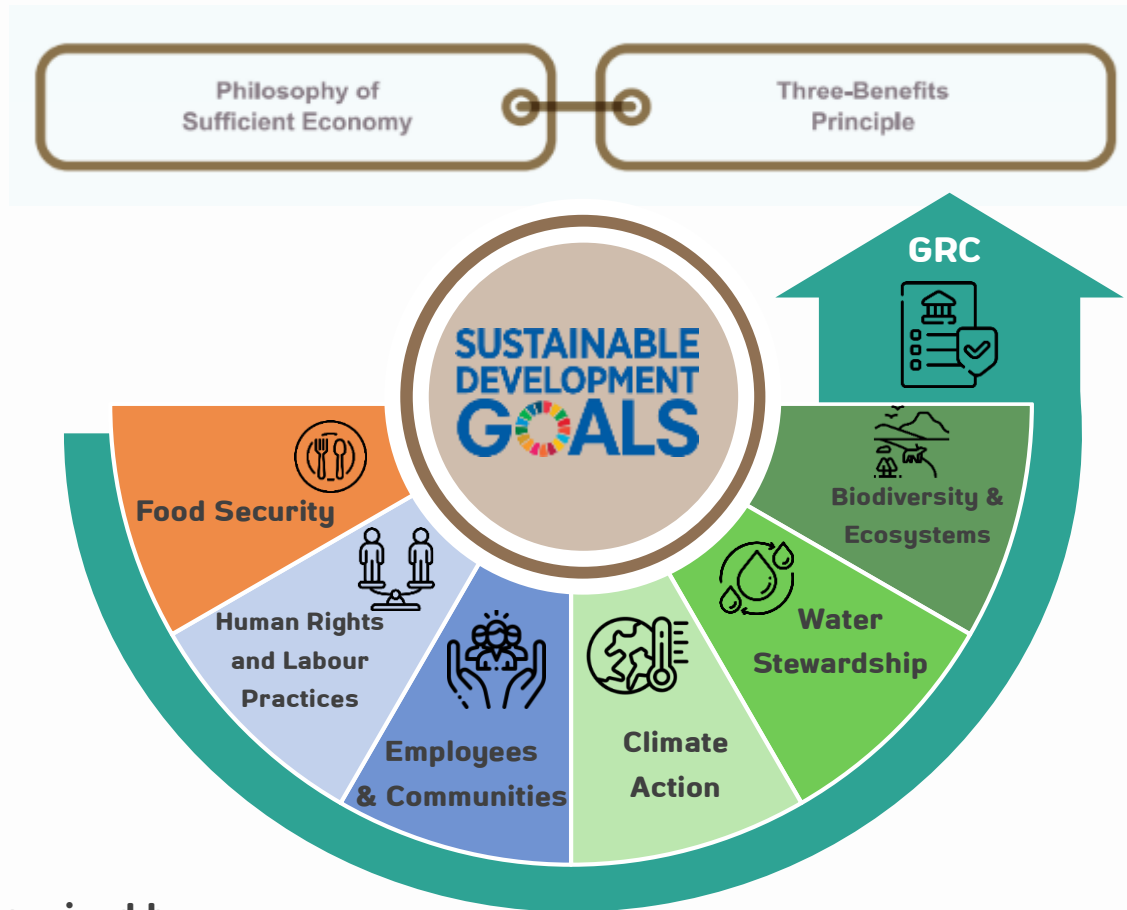 Philosophy of
Sufficient Economy
Three-Benefits
Principle
GRC
SUSTAINABLE
DEVELOPMENT
GOALS
Food Security
Human Rights
and Labour
Practices
Employees
& Communities
Climate
Action
Water
Stewardship
Biodiversity &
Ecosystems